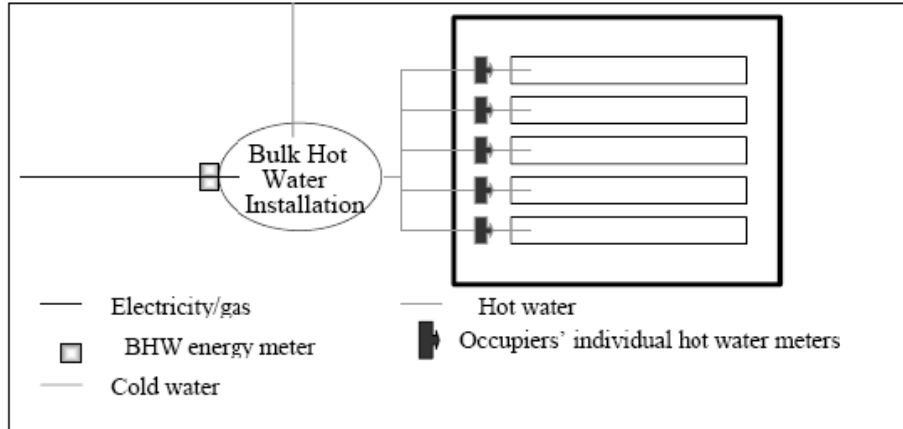 Bulk Hot
Water
Installation
Electricity/gas
Hot water
BHW energy meter
Occupiers' individual hot water meters
Cold water